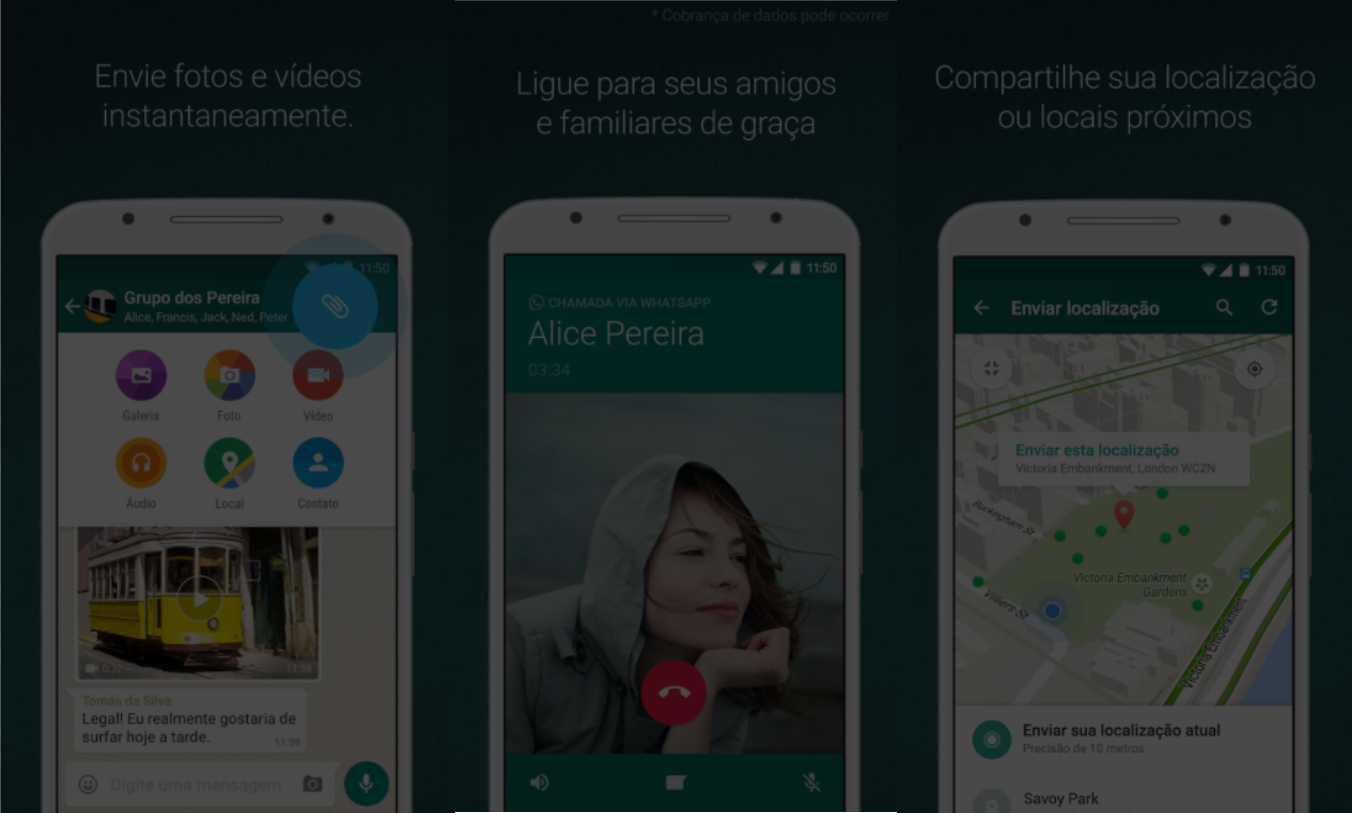 Envie fotos e vídeos
instantaneamente.
11:50
Grupo dos Pereira
Alice, Francis, Jack, Ned, Peter
Galeria
Foto
Vídeo
Áudio
Local
Contato
0:32
11:38
Tomás da Silva
Legal! Eu realmente gostaria de
surfar hoje a tarde.
11:39
Digite uma mensagem
* Cobrança de dados pode ocorrer
Ligue para seus amigos
e familiares de graça
11:50
CHAMADA VIA WHATSAPP
Alice Pereira
03:34
Compartilhe sua localização
ou locais próximos
11:50
Enviar localização
Enviar esta localização
Victoria Embankment, London WC2N
Buckingham St
Victoria Embankment
Gardens
Villiers St
Victoria Embankment
Enviar sua localização atual
Precisão de 10 metros
Savoy Park